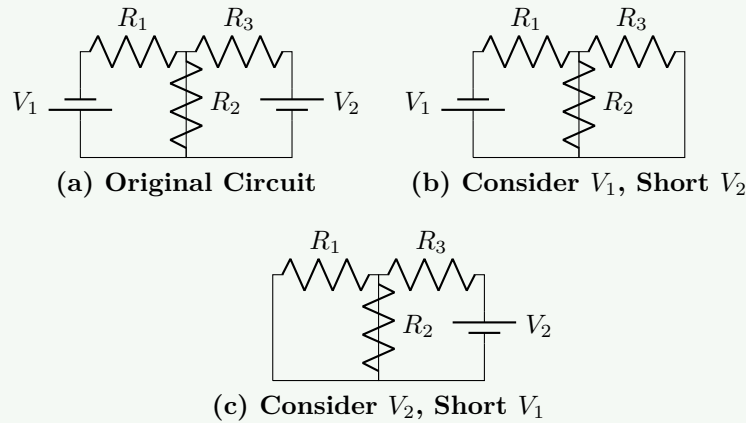 R₁ R₃
V₁ R₂ V₂
(a) Original Circuit
R₁ R₃
V₁ R₂
(b) Consider V₁, Short V₂
R₁ R₃
R₂ V₂
(c) Consider V₂, Short V₁